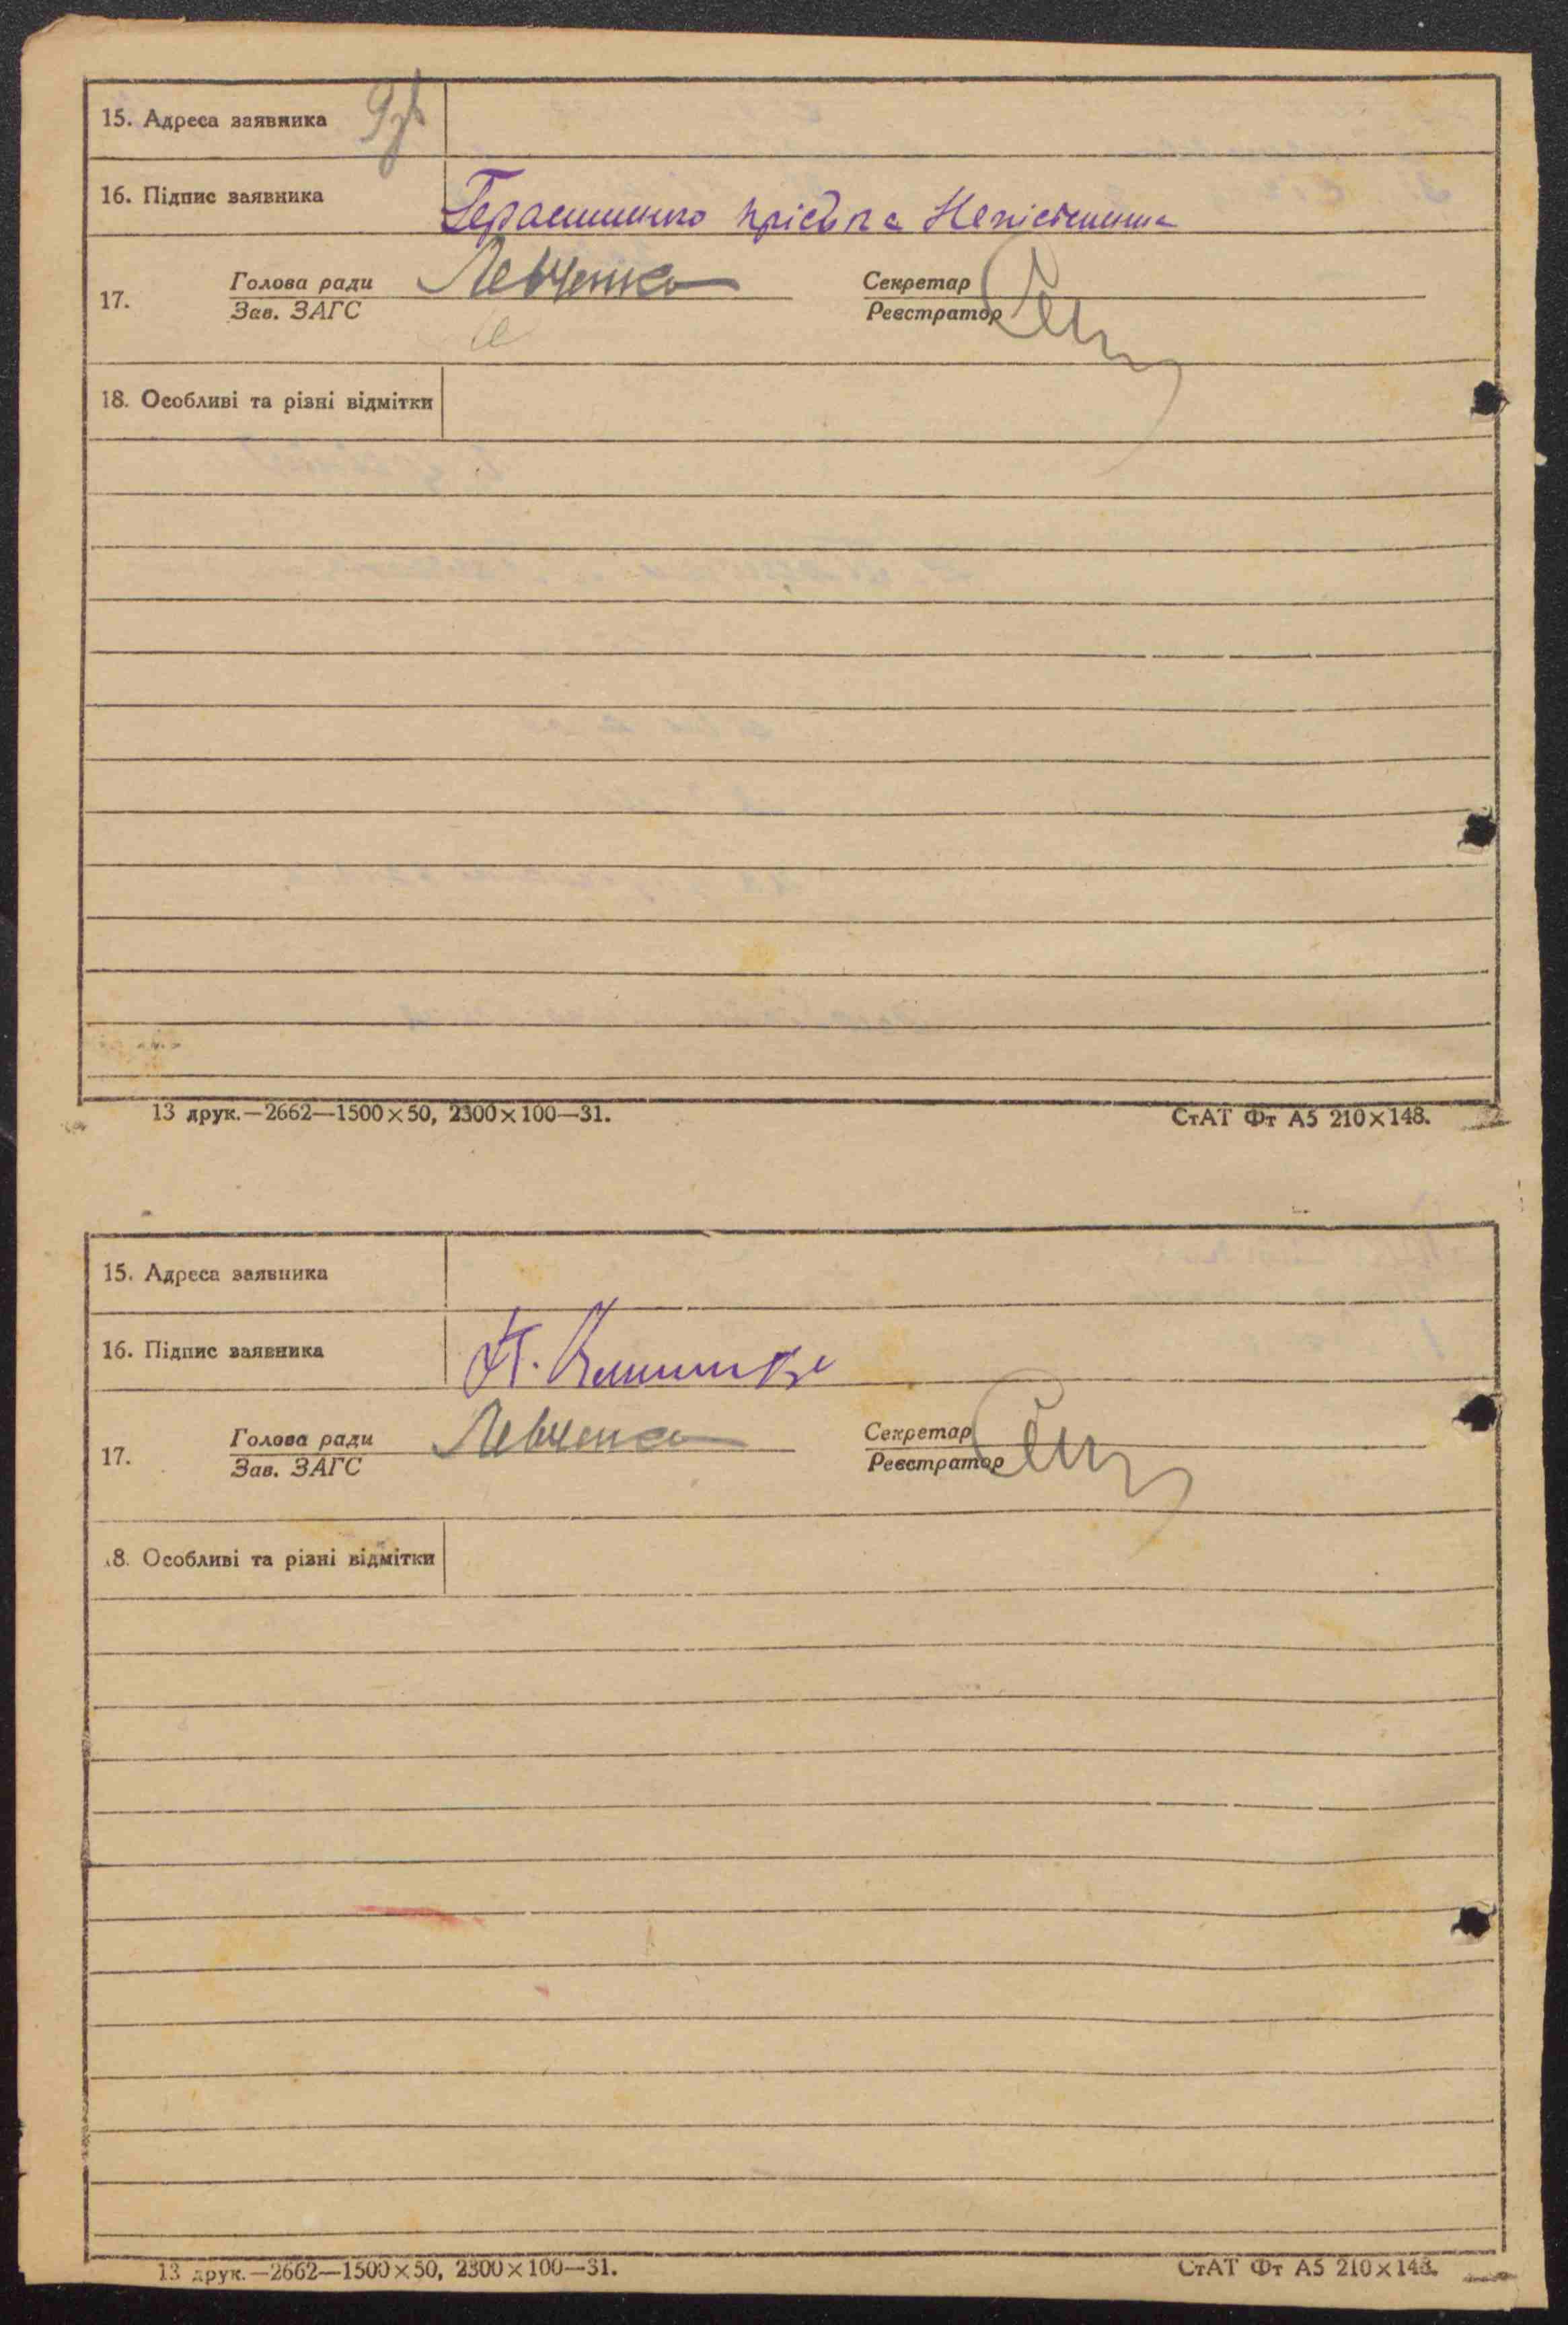 15. Адреса заявника
16. Підпис заявника Герасименко Пріська
17. Голова ради Левченко Секретар
Зав. ЗАГС Реєстратор
18. Особливі та різні відмітки
13 друк.—2662—1500×50, 2300×100—31. СтАТ Фт А5 210×148.
15. Адреса заявника
16. Підпис заявника
17. Голова ради Левченко Секретар
Зав. ЗАГС Реєстратор
18. Особливі та різні відмітки
13 друк.—2662—1500×50, 2300×100—31. СтАТ Фт А5 210×148.